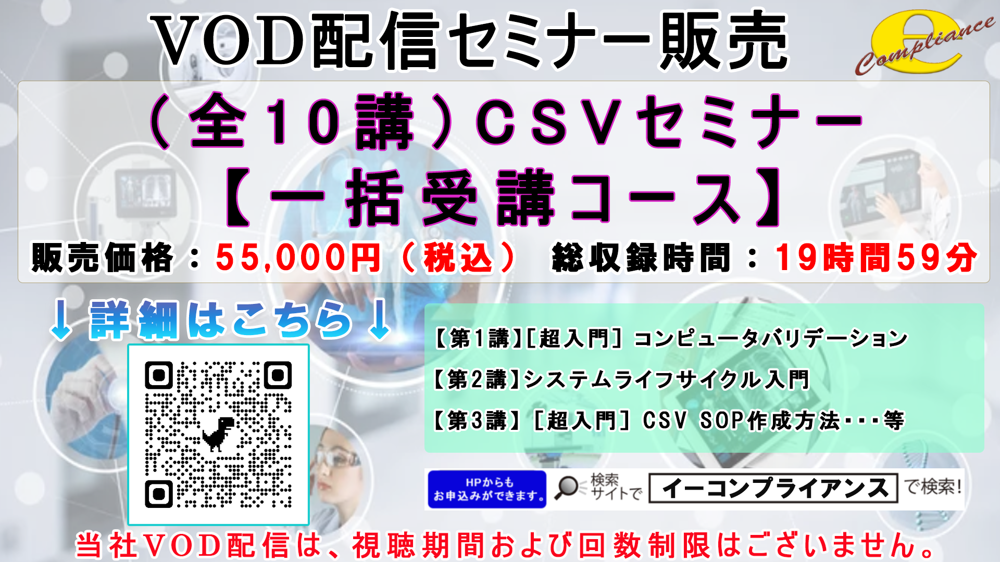 VOD配信セミナー販売
e Compliance
（全10講）CSVセミナー
【一括受講コース】
販売価格：55,000円（税込） 総収録時間：19時間59分
↓詳細はこちら↓
【第1講】［超入門］コンピュータバリデーション
【第2講】システムライフサイクル入門
【第3講】［超入門］CSV SOP作成方法・・・等
HPからも
お申込みができます。
検索
サイトで
イーコンプライアンス
で検索!
当社VOD配信は、視聴期間および回数制限はございません。